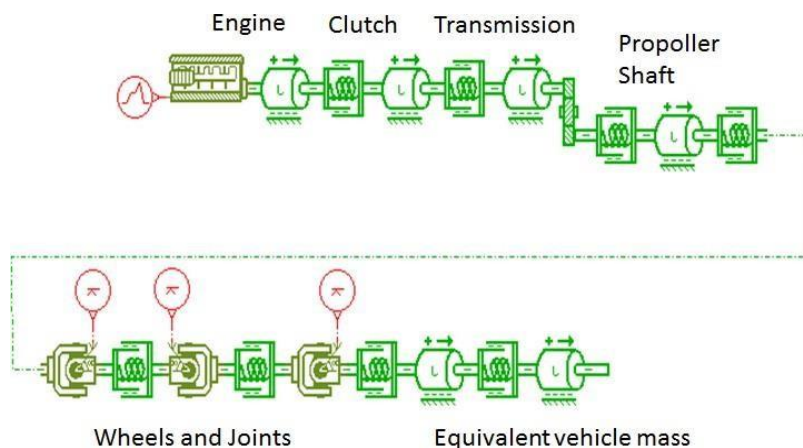 Engine Clutch Transmission
Propoller
Shaft
Wheels and Joints Equivalent vehicle mass